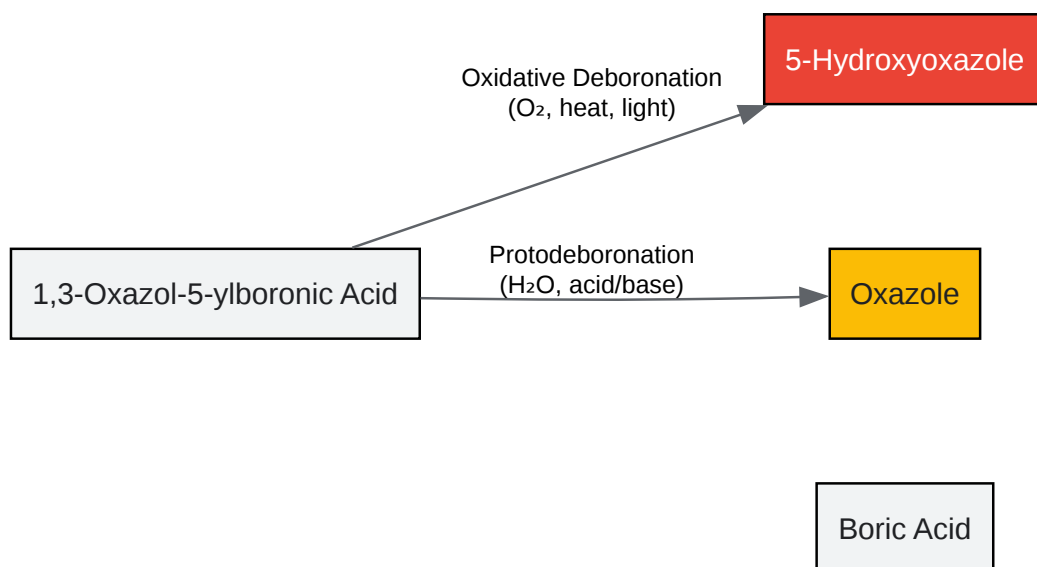 5-Hydroxyoxazole
Oxidative Deboronation
(O₂, heat, light)
Protodeboronation
(H₂O, acid/base)
1,3-Oxazol-5-ylboronic Acid
Oxazole
Boric Acid